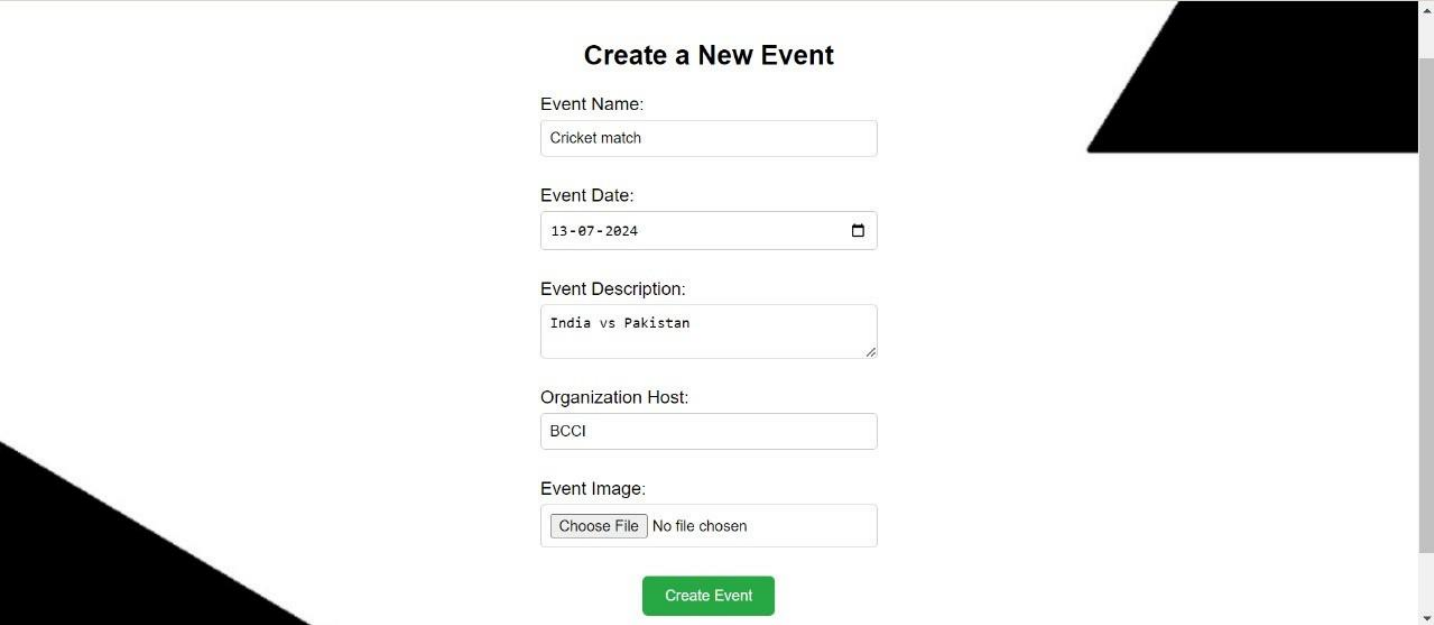 Create a New Event
Event Name:
Cricket match
Event Date:
13-07-2024
Event Description:
India vs Pakistan
Organization Host:
BCCI
Event Image:
Choose File No file chosen
Create Event